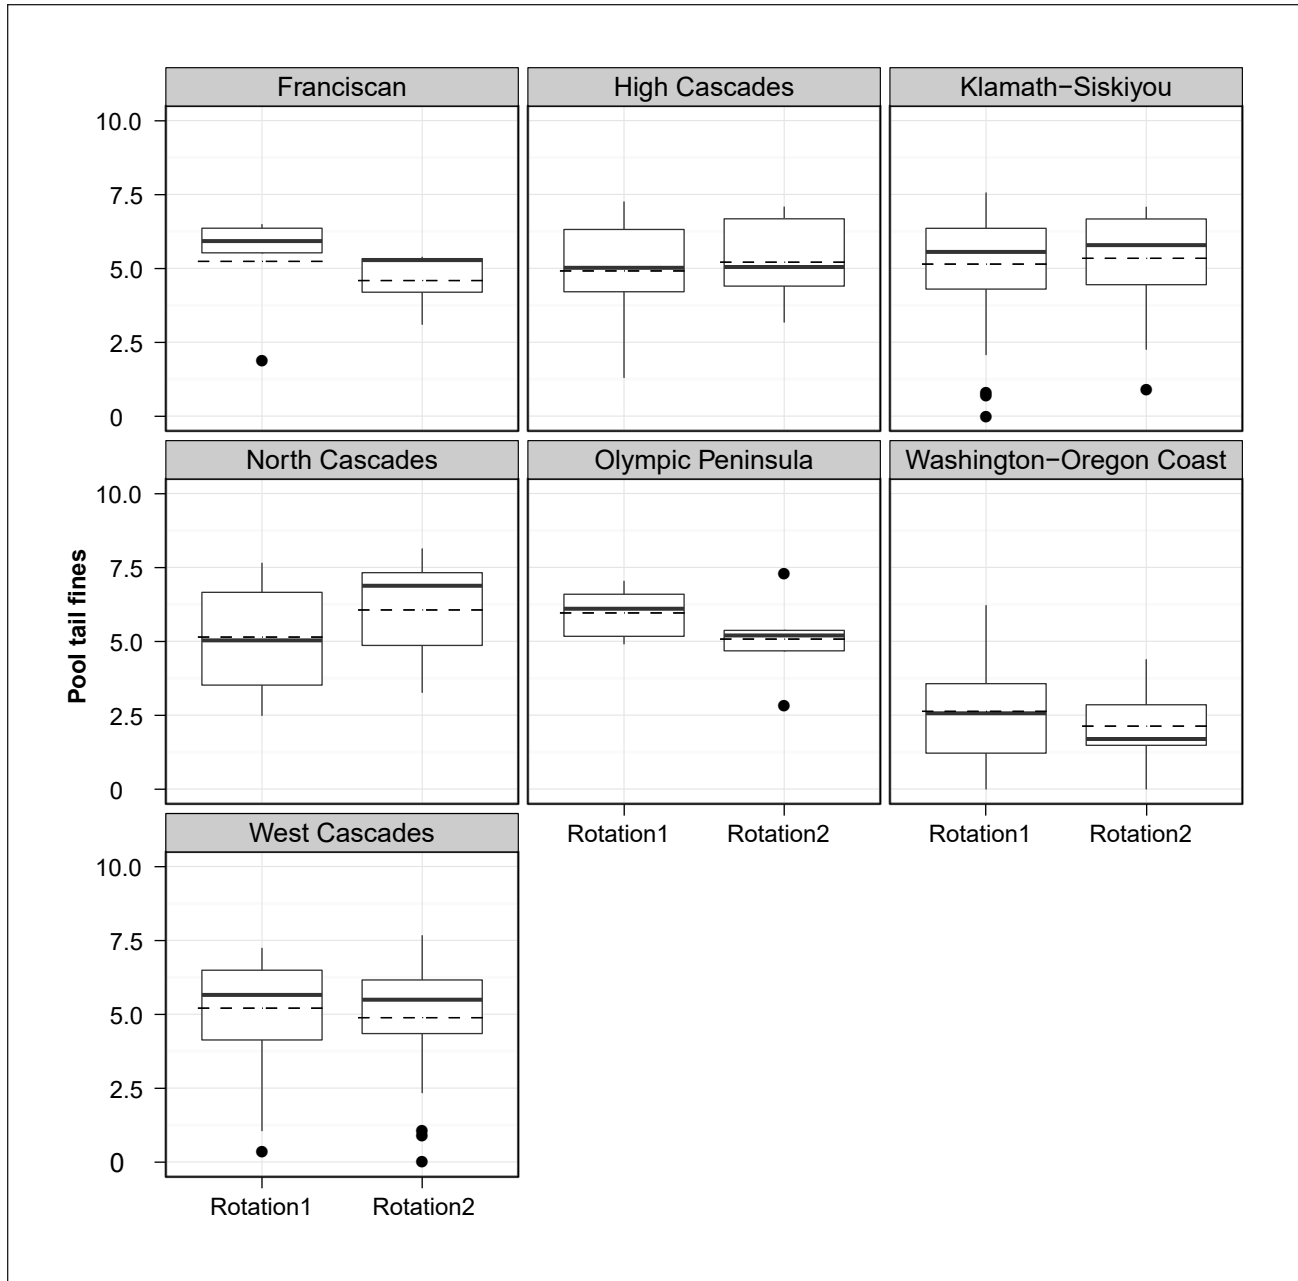 Franciscan
High Cascades
Klamath−Siskiyou
10.0
7.5
5.0
2.5
0
North Cascades
Olympic Peninsula
Washington−Oregon Coast
Pool tail fines
10.0
7.5
5.0
2.5
0
Rotation1
Rotation2
Rotation1
Rotation2
West Cascades
10.0
7.5
5.0
2.5
0
Rotation1
Rotation2